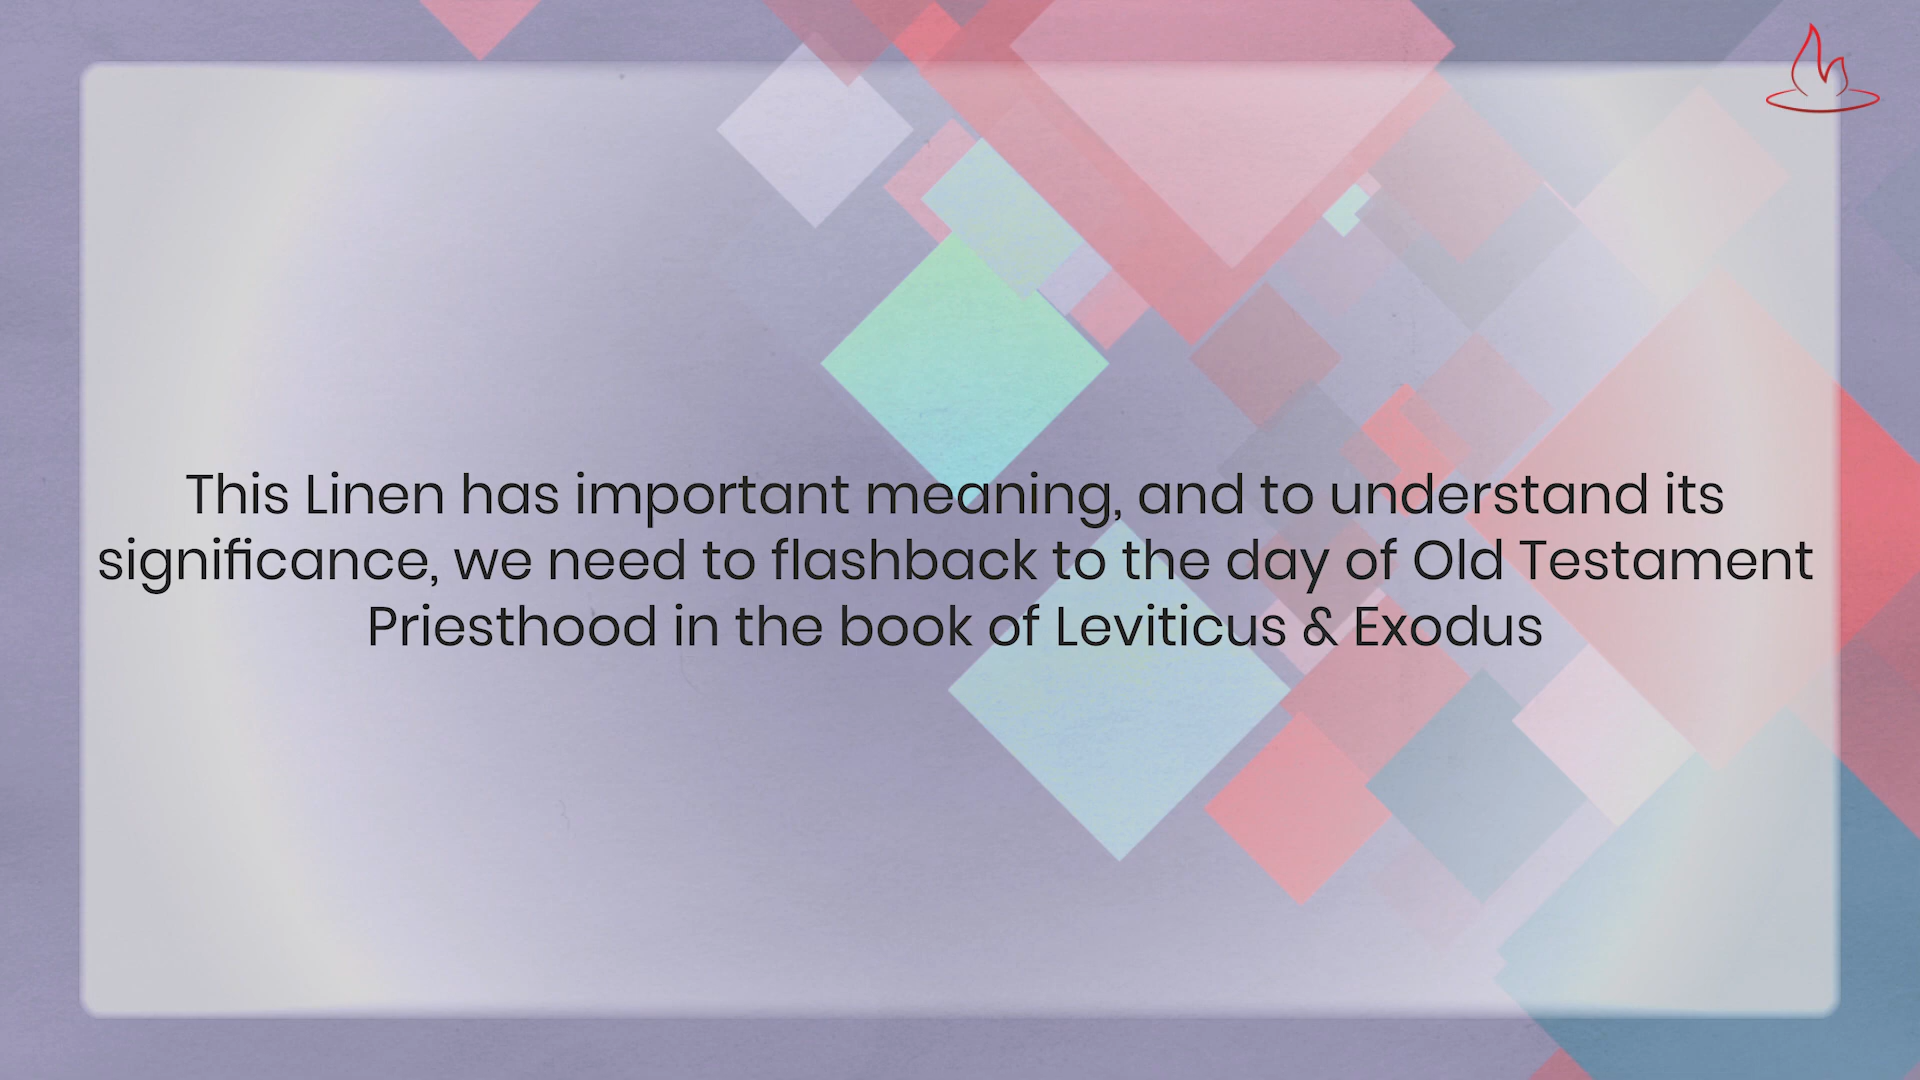 This Linen has important meaning, and to understand its
significance, we need to flashback to the day of Old Testament
Priesthood in the book of Leviticus & Exodus